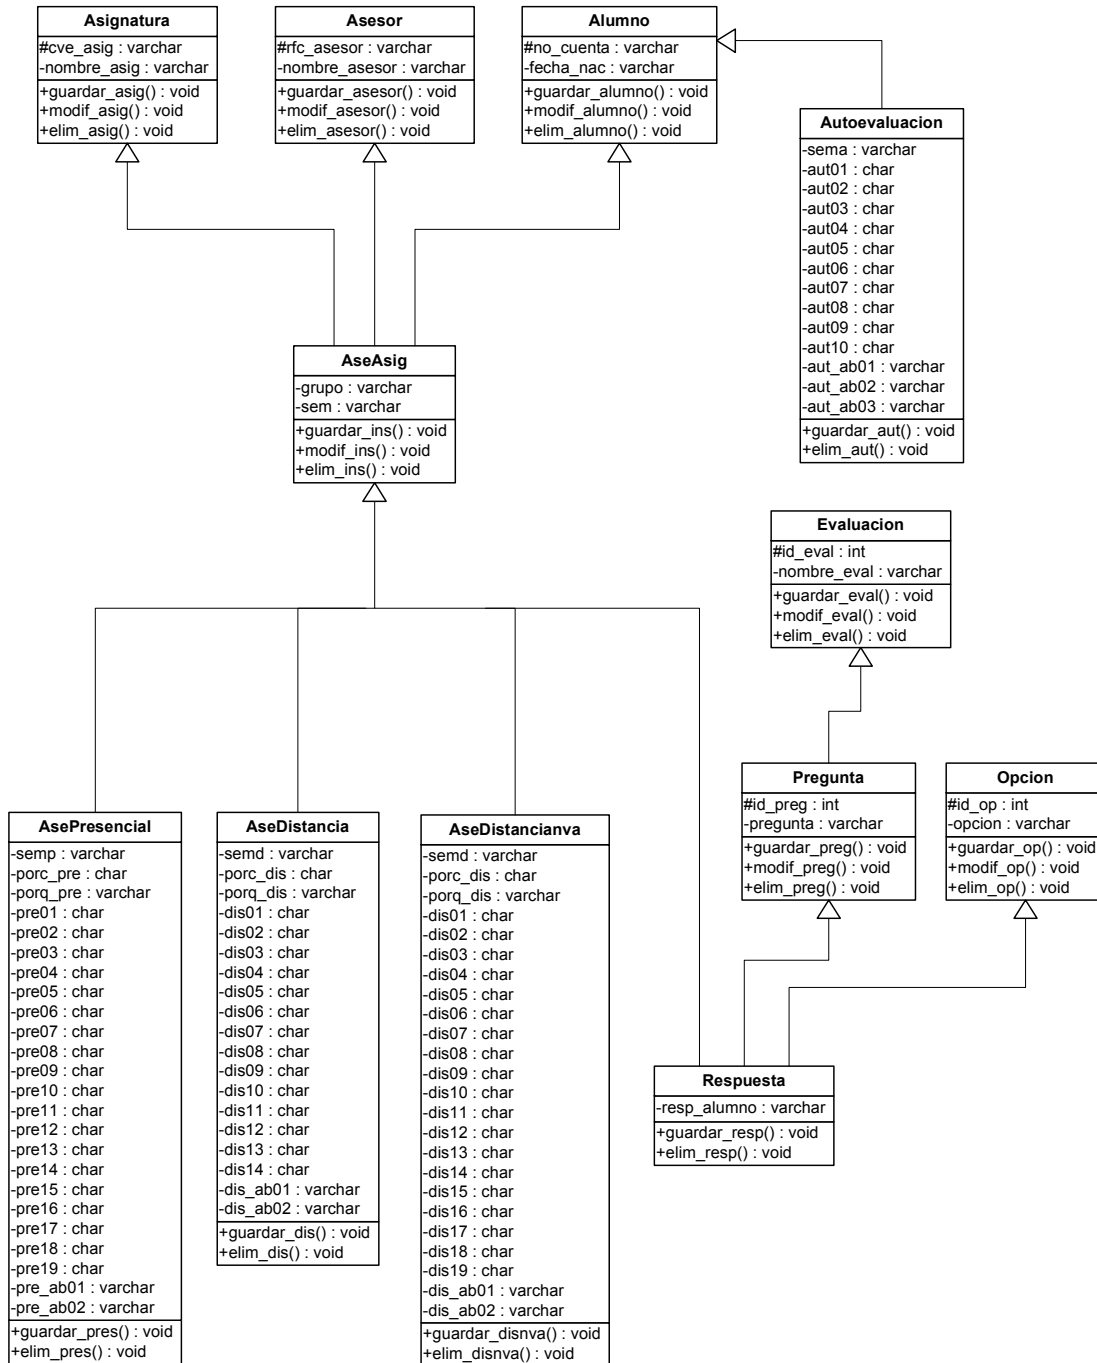 Asignatura
#cve_asig : varchar
-nombre_asig : varchar
+guardar_asig() : void
+modif_asig() : void
+elim_asig() : void
Asesor
#rfc_asesor : varchar
-nombre_asesor : varchar
+guardar_asesor() : void
+modif_asesor() : void
+elim_asesor() : void
Alumno
#no_cuenta : varchar
-fecha_nac : varchar
+guardar_alumno() : void
+modif_alumno() : void
+elim_alumno() : void
Autoevaluacion
-sema : varchar
-aut01 : char
-aut02 : char
-aut03 : char
-aut04 : char
-aut05 : char
-aut06 : char
-aut07 : char
-aut08 : char
-aut09 : char
-aut10 : char
-aut_ab01 : varchar
-aut_ab02 : varchar
-aut_ab03 : varchar
+guardar_aut() : void
+elim_aut() : void
AseAsig
-grupo : varchar
-sem : varchar
+guardar_ins() : void
+modif_ins() : void
+elim_ins() : void
Evaluacion
#id_eval : int
-nombre_eval : varchar
+guardar_eval() : void
+modif_eval() : void
+elim_eval() : void
Pregunta
#id_preg : int
-pregunta : varchar
+guardar_preg() : void
+modif_preg() : void
+elim_preg() : void
Opcion
#id_op : int
-opcion : varchar
+guardar_op() : void
+modif_op() : void
+elim_op() : void
AsePresencial
-semp : varchar
-porc_pre : char
-porq_pre : varchar
-pre01 : char
-pre02 : char
-pre03 : char
-pre04 : char
-pre05 : char
-pre06 : char
-pre07 : char
-pre08 : char
-pre09 : char
-pre10 : char
-pre11 : char
-pre12 : char
-pre13 : char
-pre14 : char
-pre15 : char
-pre16 : char
-pre17 : char
-pre18 : char
-pre19 : char
-pre_ab01 : varchar
-pre_ab02 : varchar
+guardar_pres() : void
+elim_pres() : void
AseDistancia
-semd : varchar
-porc_dis : char
-porq_dis : varchar
-dis01 : char
-dis02 : char
-dis03 : char
-dis04 : char
-dis05 : char
-dis06 : char
-dis07 : char
-dis08 : char
-dis09 : char
-dis10 : char
-dis11 : char
-dis12 : char
-dis13 : char
-dis14 : char
-dis_ab01 : varchar
-dis_ab02 : varchar
+guardar_dis() : void
+elim_dis() : void
AseDistancianva
-semd : varchar
-porc_dis : char
-porq_dis : varchar
-dis01 : char
-dis02 : char
-dis03 : char
-dis04 : char
-dis05 : char
-dis06 : char
-dis07 : char
-dis08 : char
-dis09 : char
-dis10 : char
-dis11 : char
-dis12 : char
-dis13 : char
-dis14 : char
-dis15 : char
-dis16 : char
-dis17 : char
-dis18 : char
-dis19 : char
-dis_ab01 : varchar
-dis_ab02 : varchar
+guardar_disnva() : void
+elim_disnva() : void
Respuesta
-resp_alumno : varchar
+guardar_resp() : void
+elim_resp() : void